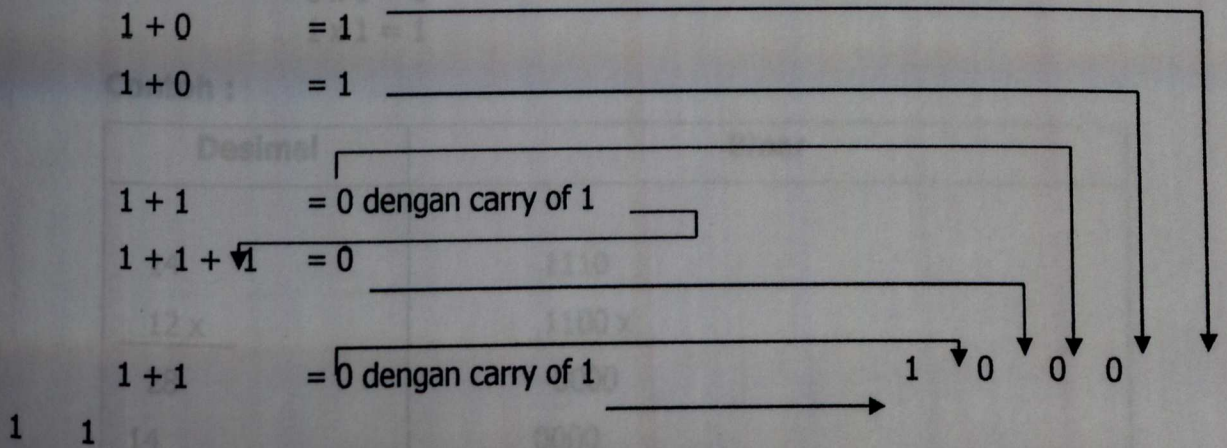 1 + 0 = 1
1 + 0 = 1
1 + 1 = 0 dengan carry of 1
1 + 1 + 1 = 0
1 + 1 = 0 dengan carry of 1 1 0 0 0
1 1